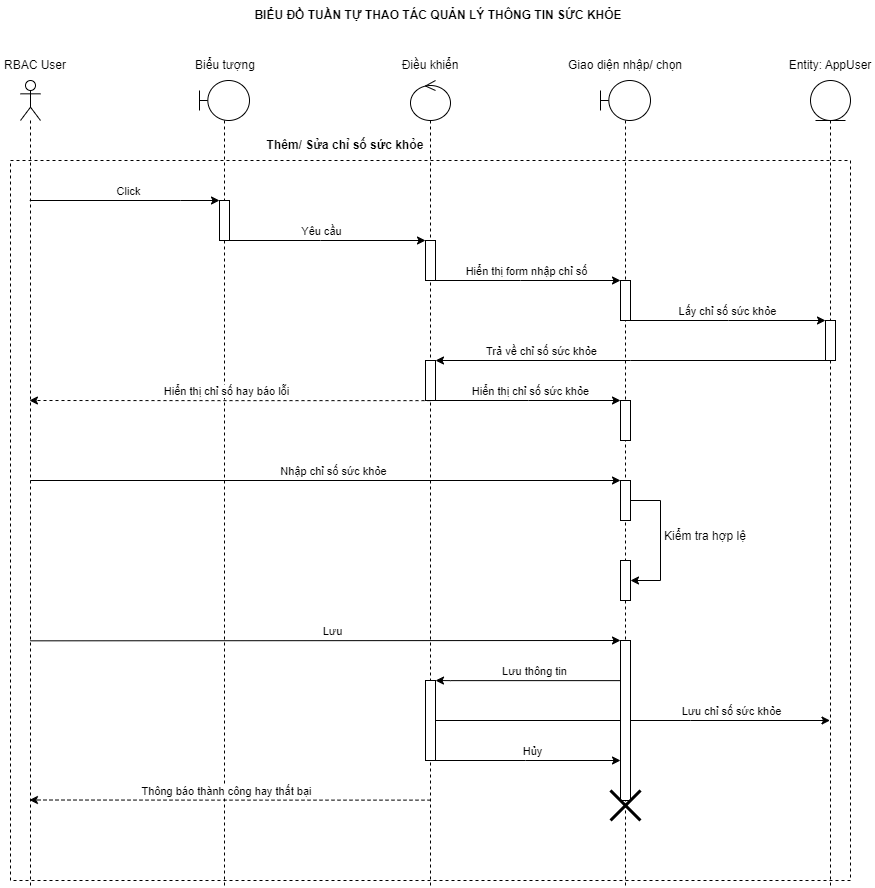 BIỂU ĐỒ TUẦN TỰ THAO TÁC QUẢN LÝ THÔNG TIN SỨC KHỎE
RBAC User
Biểu tượng
Điều khiển
Giao diện nhập/ chọn
Entity: AppUser
Thêm/ Sửa chỉ số sức khỏe
Click
Yêu cầu
Hiển thị form nhập chỉ số
Lấy chỉ số sức khỏe
Trả về chỉ số sức khỏe
Hiển thị chỉ số hay báo lỗi
Hiển thị chỉ số sức khỏe
Nhập chỉ số sức khỏe
Kiểm tra hợp lệ
Lưu
Lưu thông tin
Lưu chỉ số sức khỏe
Hủy
Thông báo thành công hay thất bại